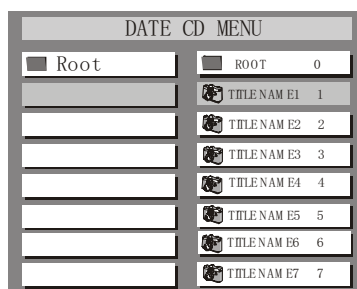 DATE CD MENU
Root
ROOT 0
TITLE NAM E1 1
TITLE NAM E2 2
TITLE NAM E3 3
TITLE NAM E4 4
TITLE NAM E5 5
TITLE NAM E6 6
TITLE NAM E7 7